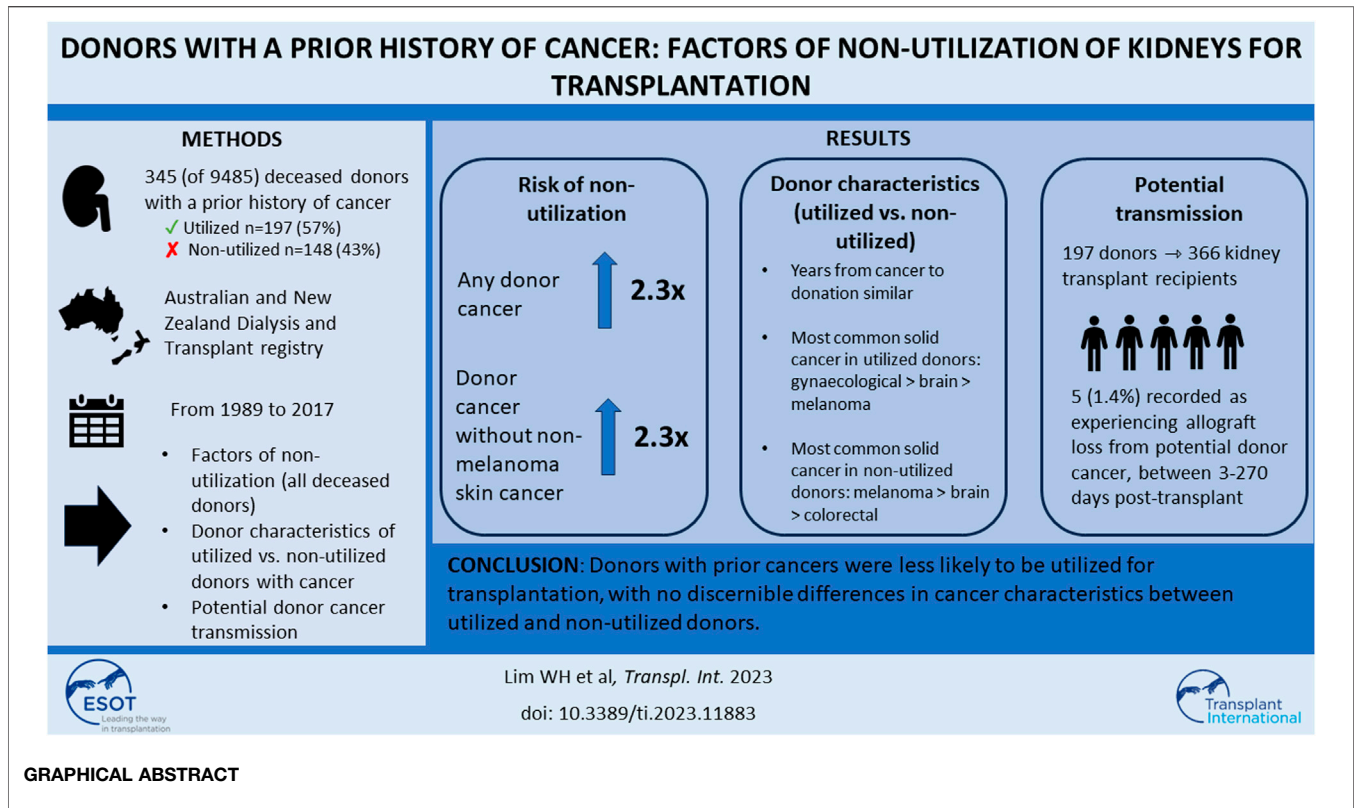 DONORS WITH A PRIOR HISTORY OF CANCER: FACTORS OF NON-UTILIZATION OF KIDNEYS FOR
TRANSPLANTATION
METHODS
345 (of 9485) deceased donors
with a prior history of cancer
✓ Utilized n=197 (57%)
✗ Non-utilized n=148 (43%)
Australian and New
Zealand Dialysis and
Transplant registry
From 1989 to 2017
• Factors of non-
utilization (all deceased
donors)
• Donor characteristics of
utilized vs. non-utilized
donors with cancer
• Potential donor cancer
transmission
RESULTS
Risk of non-
utilization
Any donor
cancer
2.3x
Donor
cancer
without non-
melanoma
skin cancer
2.3x
Donor characteristics
(utilized vs. non-
utilized)
• Years from cancer to
donation similar
• Most common solid
cancer in utilized donors:
gynaecological > brain >
melanoma
• Most common solid
cancer in non-utilized
donors: melanoma > brain
> colorectal
Potential
transmission
197 donors → 366 kidney
transplant recipients
5 (1.4%) recorded as
experiencing allograft
loss from potential donor
cancer, between 3-270
days post-transplant
CONCLUSION: Donors with prior cancers were less likely to be utilized for
transplantation, with no discernible differences in cancer characteristics between
utilized and non-utilized donors.
ESOT
Leading the way
in transplantation
Lim WH et al, Transpl. Int. 2023
doi: 10.3389/ti.2023.11883
Transplant
International
GRAPHICAL ABSTRACT